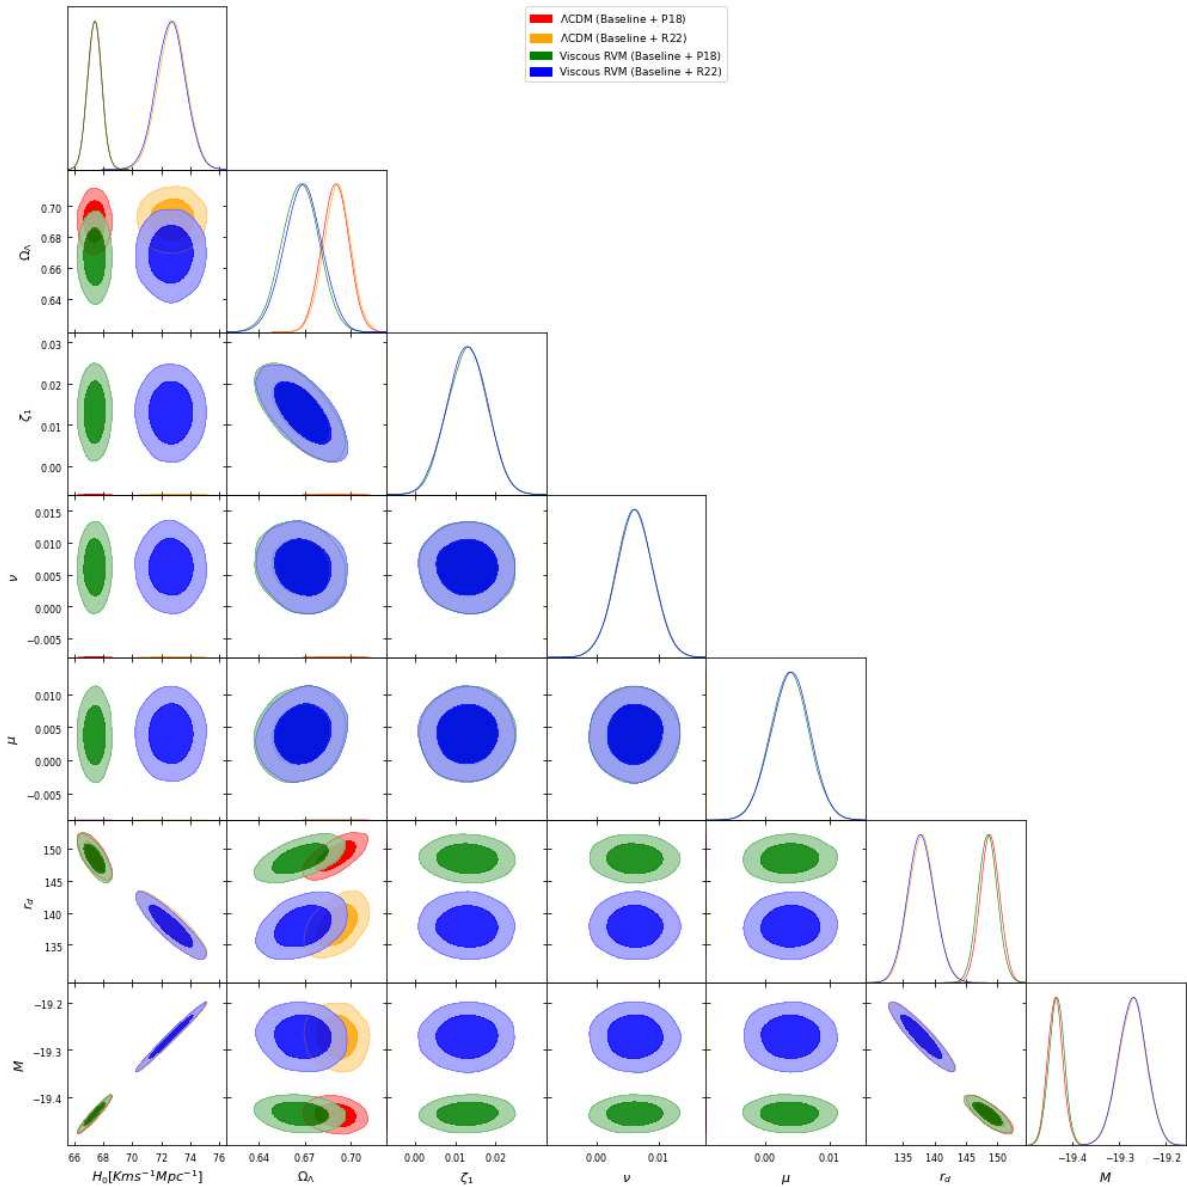 ΛCDM (Baseline + P18)
ΛCDM (Baseline + R22)
Viscous RVM (Baseline + P18)
Viscous RVM (Baseline + R22)
0.70
0.68
0.66
0.64
Ω_Λ
0.03
0.02
0.01
0.00
ζ₁
0.015
0.010
0.005
0.000
−0.005
ν
0.010
0.005
0.000
−0.005
μ
150
145
140
135
r_d
−19.2
−19.3
−19.4
M
66 68 70 72 74 76 0.64 0.70 0.00 0.01 0.02 0.00 0.01 0.00 0.01 135 140 145 150 −19.4 −19.3 −19.2
H₀[Kms⁻¹Mpc⁻¹] Ω_Λ ζ₁ ν μ r_d M